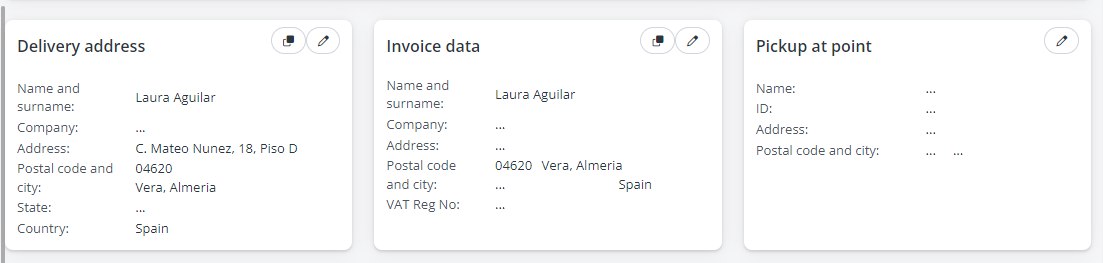 Delivery address
Name and
surname:
Laura Aguilar
Company:
...
Address:
C. Mateo Nunez, 18, Piso D
Postal code and
city:
04620
Vera, Almeria
State:
...
Country:
Spain
Invoice data
Name and
surname:
Laura Aguilar
Company:
...
Address:
...
Postal code
and city:
04620 Vera, Almeria
... Spain
VAT Reg No:
...
Pickup at point
Name:
...
ID:
...
Address:
...
Postal code and city:
... ...